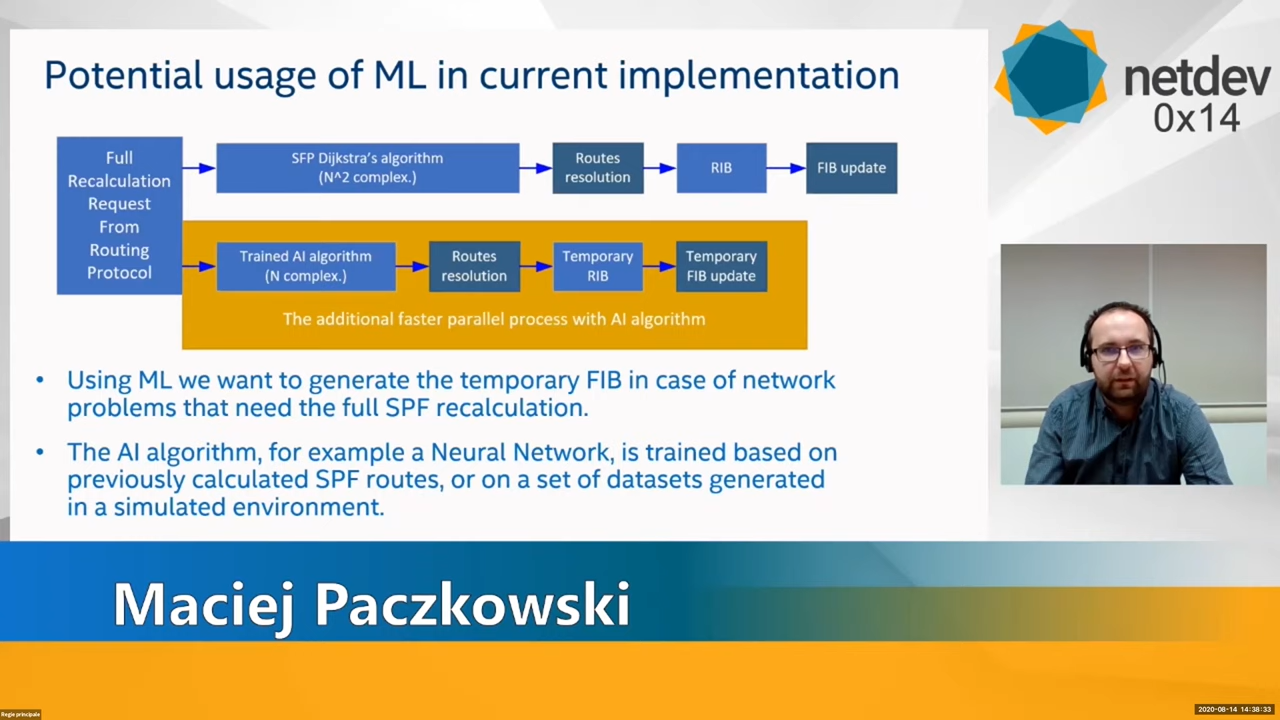 Potential usage of ML in current implementation
netdev
0x14
Full
Recalculation
Request
From
Routing
Protocol
SFP Dijkstra's algorithm
(N^2 complex.)
Routes
resolution
RIB
FIB update
Trained AI algorithm
(N complex.)
Routes
resolution
Temporary
RIB
Temporary
FIB update
The additional faster parallel process with AI algorithm
• Using ML we want to generate the temporary FIB in case of network
problems that need the full SPF recalculation.
• The AI algorithm, for example a Neural Network, is trained based on
previously calculated SPF routes, or on a set of datasets generated
in a simulated environment.
Maciej Paczkowski
Regie principale
2020-08-14 14:38:33